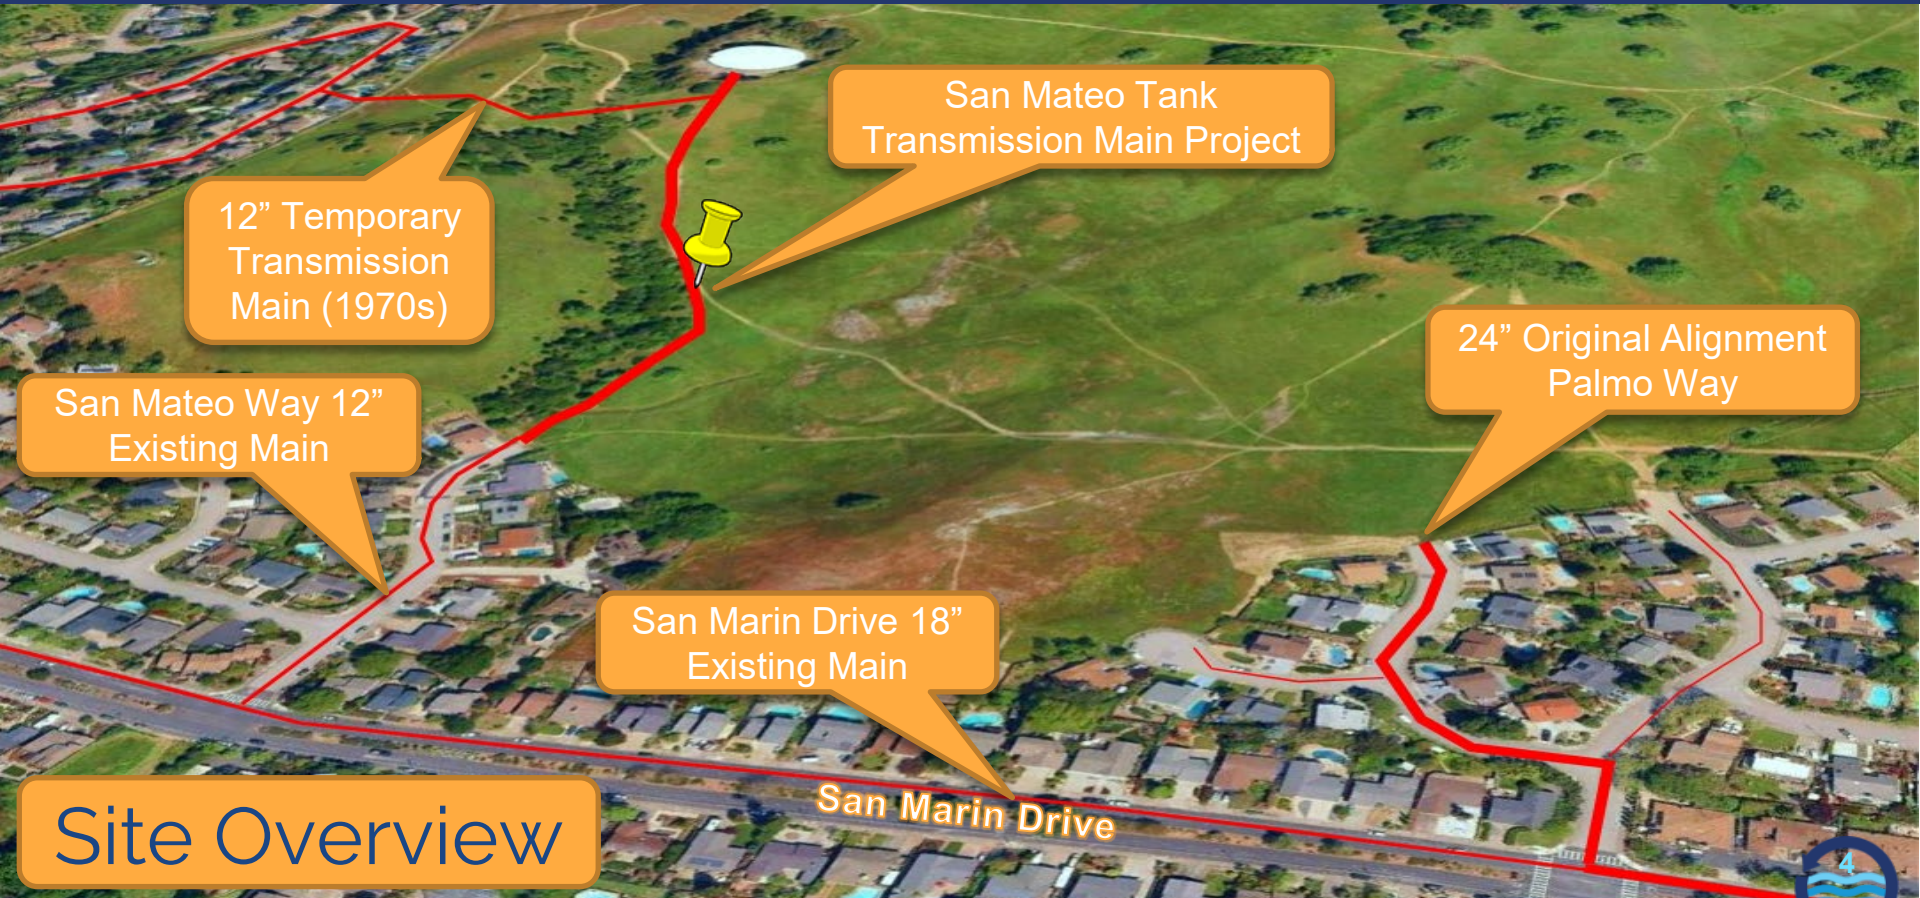 San Mateo Tank
Transmission Main Project
12” Temporary
Transmission
Main (1970s)
24” Original Alignment
Palmo Way
San Mateo Way 12”
Existing Main
San Marin Drive 18”
Existing Main
San Marin Drive
Site Overview
4